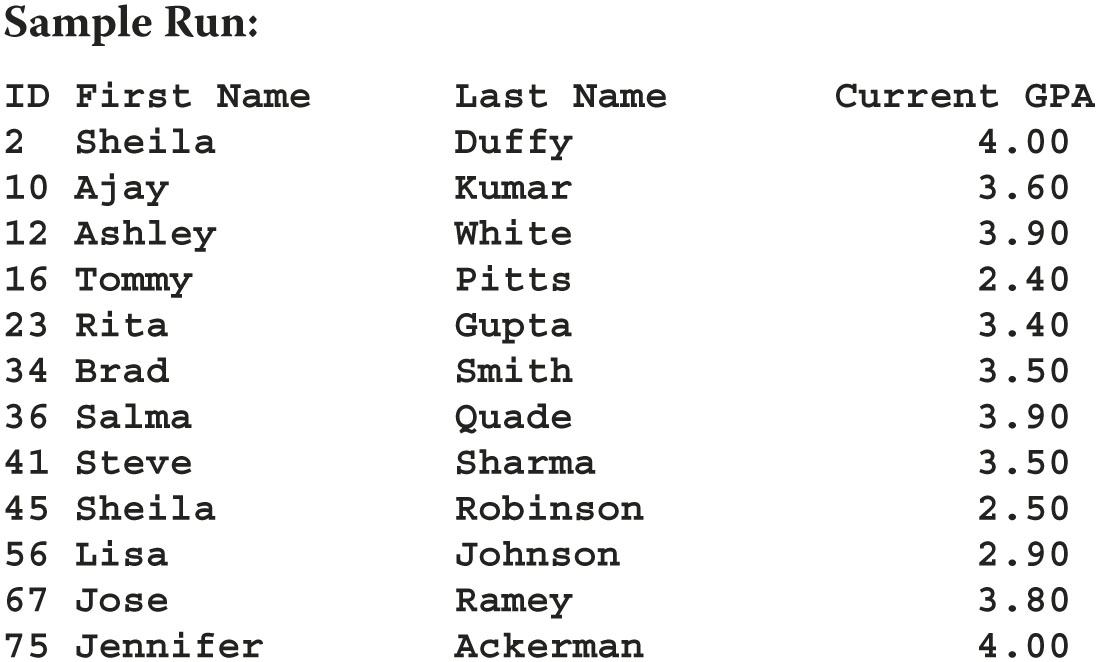 Sample Run:
ID First Name Last Name Current GPA
2 Sheila Duffy 4.00
10 Ajay Kumar 3.60
12 Ashley White 3.90
16 Tommy Pitts 2.40
23 Rita Gupta 3.40
34 Brad Smith 3.50
36 Salma Quade 3.90
41 Steve Sharma 3.50
45 Sheila Robinson 2.50
56 Lisa Johnson 2.90
67 Jose Ramey 3.80
75 Jennifer Ackerman 4.00